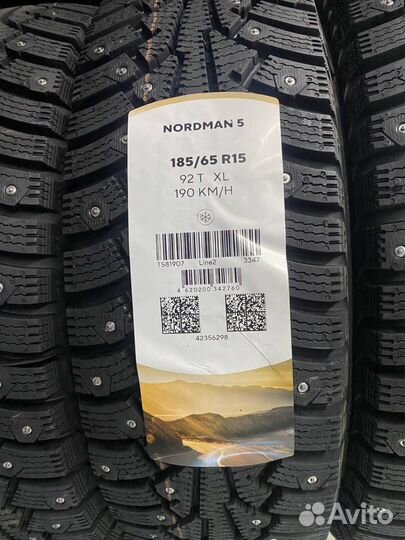 NORDMAN 5
185/65 R15
92 T XL
190 KM/H
TS81907 Line2 3347
4 620200 342760
42356298
Avito